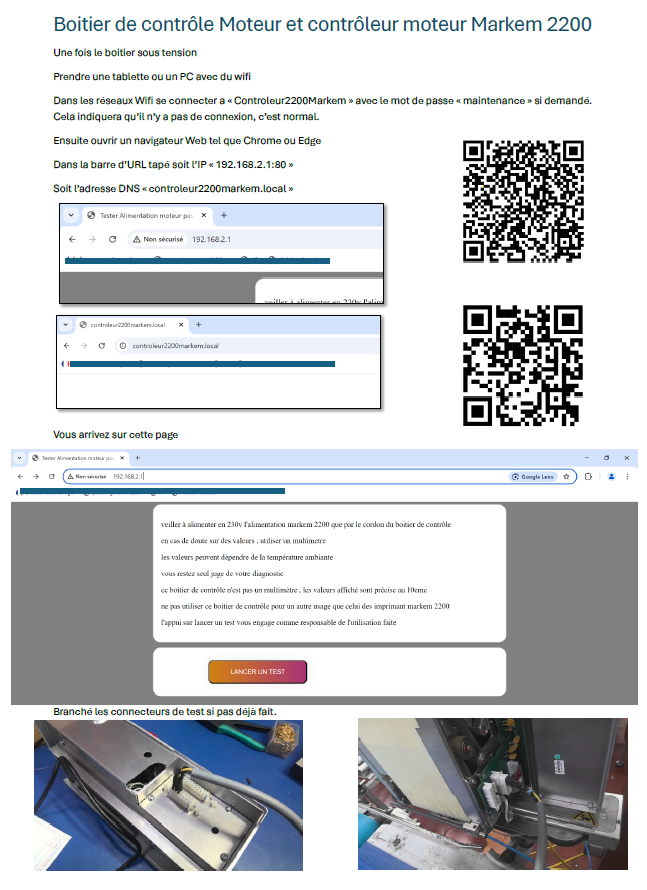 Boitier de contrôle Moteur et contrôleur moteur Markem 2200
Une fois le boitier sous tension
Prendre une tablette ou un PC avec du wifi
Dans les réseaux Wifi se connecter a « Controleur2200Markem » avec le mot de passe « maintenance » si demandé.
Cela indiquera qu'il n'y a pas de connexion, c'est normal.
Ensuite ouvrir un navigateur Web tel que Chrome ou Edge
Dans la barre d'URL tapé soit l'IP « 192.168.2.1:80 »
Soit l'adresse DNS « controleur2200markem.local »
Tester Alimentation moteur pas
Non sécurisé 192.168.2.1
veiller à alimenter en 230v l'alim
controleur2200markem.local
controleur2200markem.local
Vous arrivez sur cette page
Tester Alimentation moteur pas
Non sécurisé 192.168.2.1 Google Lens
veiller à alimenter en 230v l'alimentation markem 2200 que par le cordon du boitier de contrôle
en cas de doute sur des valeurs , utiliser un multimetre
les valeurs peuvent dépendre de la température ambiante
vous restez seul juge de votre diagnostic
ce boitier de contrôle n'est pas un multimètre , les valeurs affiché sont précise au 10eme
ne pas utiliser ce boitier de contrôle pour un autre usage que celui des imprimant markem 2200
l'appui sur lancer un test vous engage comme responsable de l'utilisation faite
LANCER UN TEST
Branché les connecteurs de test si pas déjà fait.